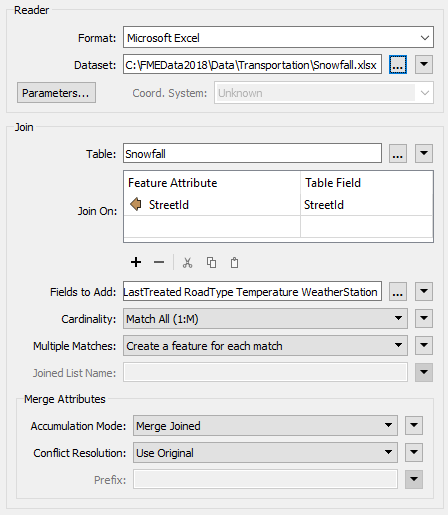 Reader
Format: Microsoft Excel
Dataset: C:\FMEData2018\Data\Transportation\Snowfall.xlsx ...
Parameters... Coord. System: Unknown
Join
Table: Snowfall ...
Feature Attribute Table Field
Join On: StreetId StreetId
Fields to Add: LastTreated RoadType Temperature WeatherStation ...
Cardinality: Match All (1:M)
Multiple Matches: Create a feature for each match
Joined List Name:
Merge Attributes
Accumulation Mode: Merge Joined
Conflict Resolution: Use Original
Prefix: